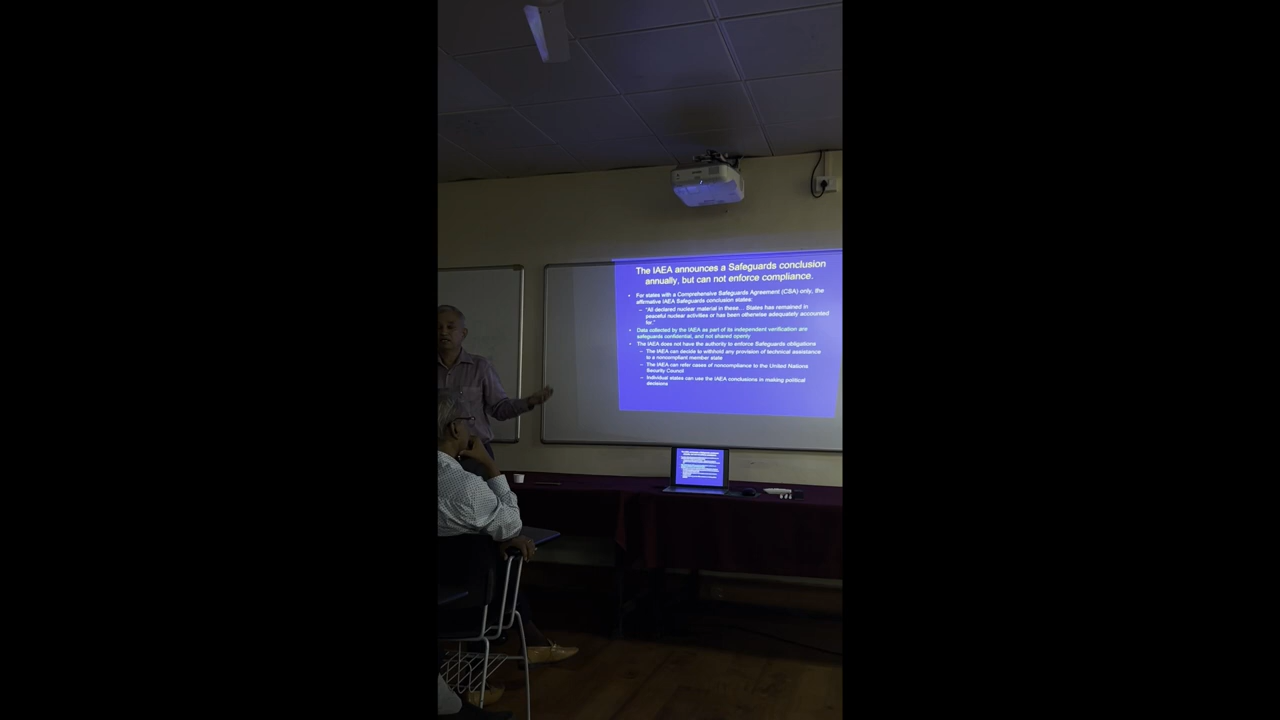 The IAEA announces a Safeguards conclusion
annually, but can not enforce compliance.
• For states with a Comprehensive Safeguards Agreement (CSA) only, the
affirmative IAEA Safeguards conclusion states:
– "All declared nuclear material in these… States has remained in
peaceful nuclear activities or has been otherwise adequately accounted
for."
• Data collected by the IAEA as part of its independent verification are
safeguards confidential, and not shared openly
• The IAEA does not have the authority to enforce Safeguards obligations
– The IAEA can decide to withhold any provision of technical assistance
to a noncompliant member state
– The IAEA can refer cases of noncompliance to the United Nations
Security Council
– Individual states can use the IAEA conclusions in making political
decisions